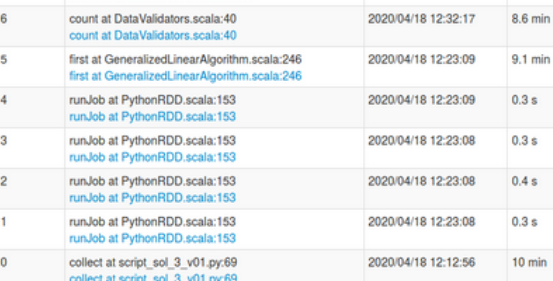 6 count at DataValidators.scala:40 2020/04/18 12:32:17 8.6 min
count at DataValidators.scala:40
5 first at GeneralizedLinearAlgorithm.scala:246 2020/04/18 12:23:09 9.1 min
first at GeneralizedLinearAlgorithm.scala:246
4 runJob at PythonRDD.scala:153 2020/04/18 12:23:09 0.3 s
runJob at PythonRDD.scala:153
3 runJob at PythonRDD.scala:153 2020/04/18 12:23:08 0.3 s
runJob at PythonRDD.scala:153
2 runJob at PythonRDD.scala:153 2020/04/18 12:23:08 0.4 s
runJob at PythonRDD.scala:153
1 runJob at PythonRDD.scala:153 2020/04/18 12:23:08 0.3 s
runJob at PythonRDD.scala:153
0 collect at script_sol_3_v01.py:69 2020/04/18 12:12:56 10 min
collect at script_sol_3_v01.py:69